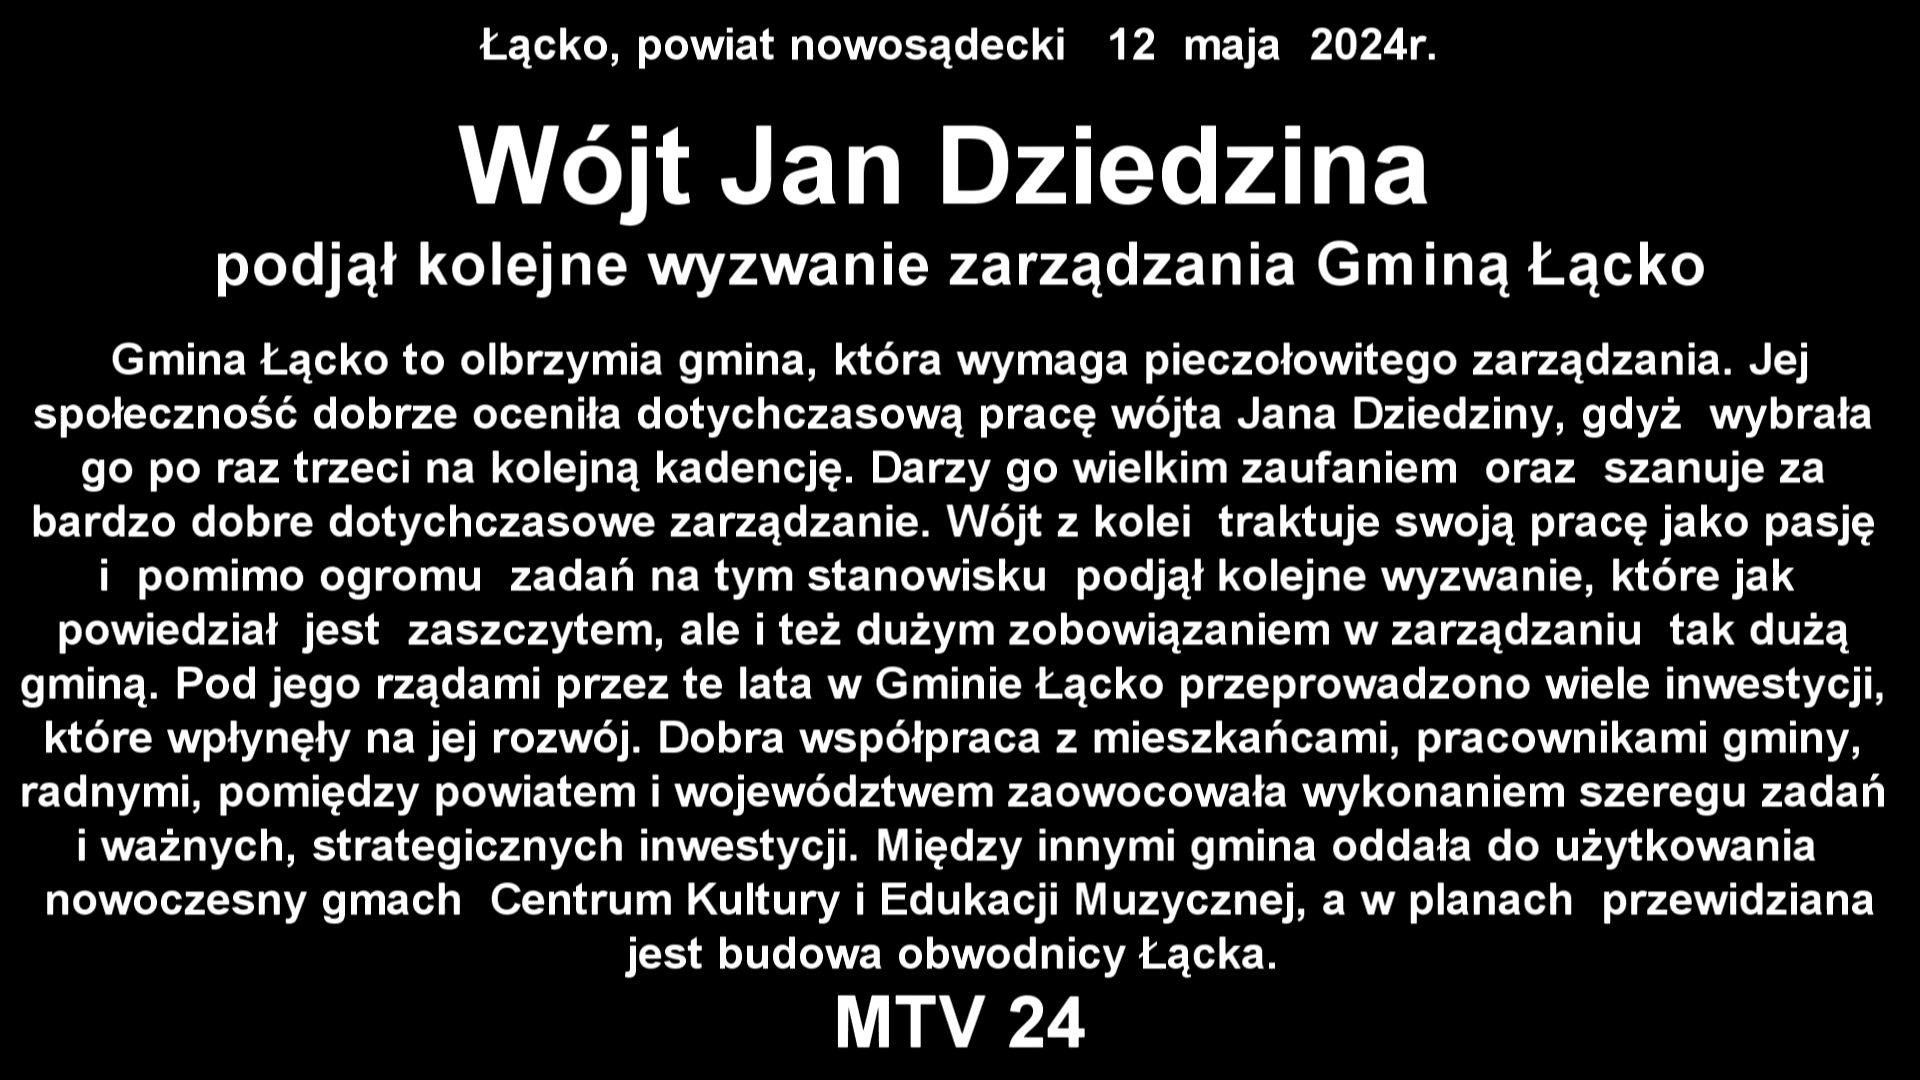 Łącko, powiat nowosądecki 12 maja 2024r.
Wójt Jan Dziedzina
podjął kolejne wyzwanie zarządzania Gminą Łącko
Gmina Łącko to olbrzymia gmina, która wymaga pieczołowitego zarządzania. Jej
społeczność dobrze oceniła dotychczasową pracę wójta Jana Dziedziny, gdyż wybrała
go po raz trzeci na kolejną kadencję. Darzy go wielkim zaufaniem oraz szanuje za
bardzo dobre dotychczasowe zarządzanie. Wójt z kolei traktuje swoją pracę jako pasję
i pomimo ogromu zadań na tym stanowisku podjął kolejne wyzwanie, które jak
powiedział jest zaszczytem, ale i też dużym zobowiązaniem w zarządzaniu tak dużą
gminą. Pod jego rządami przez te lata w Gminie Łącko przeprowadzono wiele inwestycji,
które wpłynęły na jej rozwój. Dobra współpraca z mieszkańcami, pracownikami gminy,
radnymi, pomiędzy powiatem i województwem zaowocowała wykonaniem szeregu zadań
i ważnych, strategicznych inwestycji. Między innymi gmina oddała do użytkowania
nowoczesny gmach Centrum Kultury i Edukacji Muzycznej, a w planach przewidziana
jest budowa obwodnicy Łącka.
MTV 24